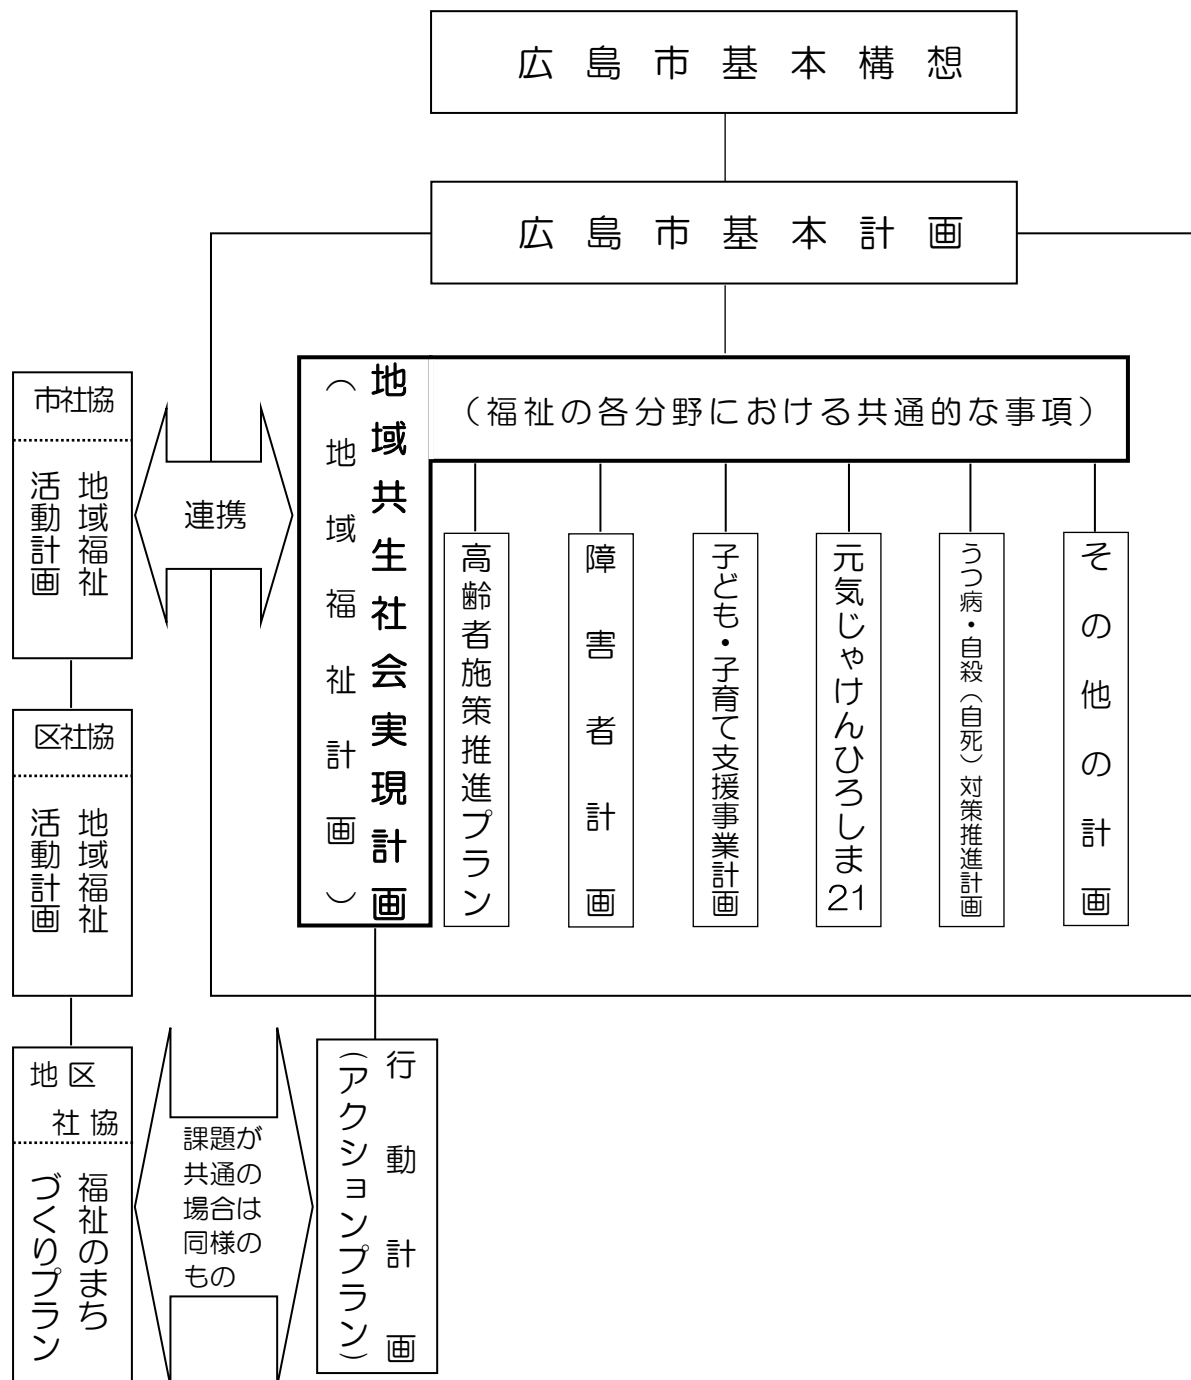 広島市基本構想
広島市基本計画
地域共生社会実現計画
（地域福祉計画）
（福祉の各分野における共通的な事項）
市社協
地域福祉
活動計画
連携
高齢者施策推進プラン
障害者計画
子ども・子育て支援事業計画
元気じゃけんひろしま21
うつ病・自殺（自死）対策推進計画
その他の計画
区社協
地域福祉
活動計画
地区
社協
福祉のまち
づくりプラン
課題が
共通の
場合は
同様の
もの
行動計画
（アクションプラン）